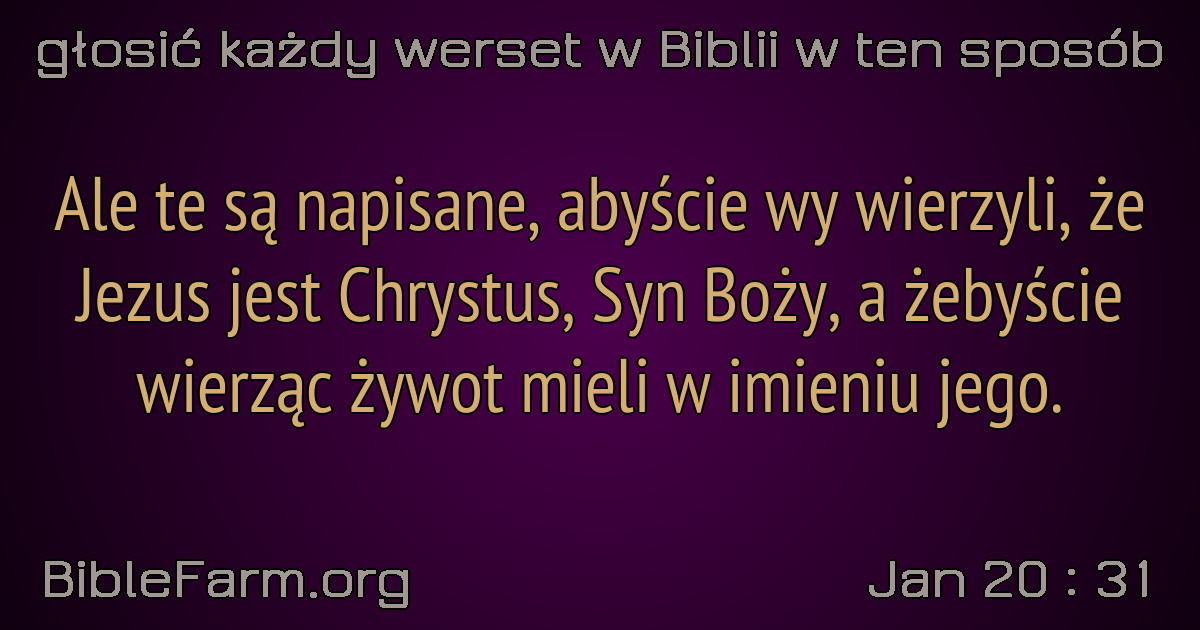 głosić każdy werset w Biblii w ten sposób
Ale te są napisane, abyście wy wierzyli, że
Jezus jest Chrystus, Syn Boży, a żebyście
wierząc żywot mieli w imieniu jego.
BibleFarm.org
Jan 20 : 31